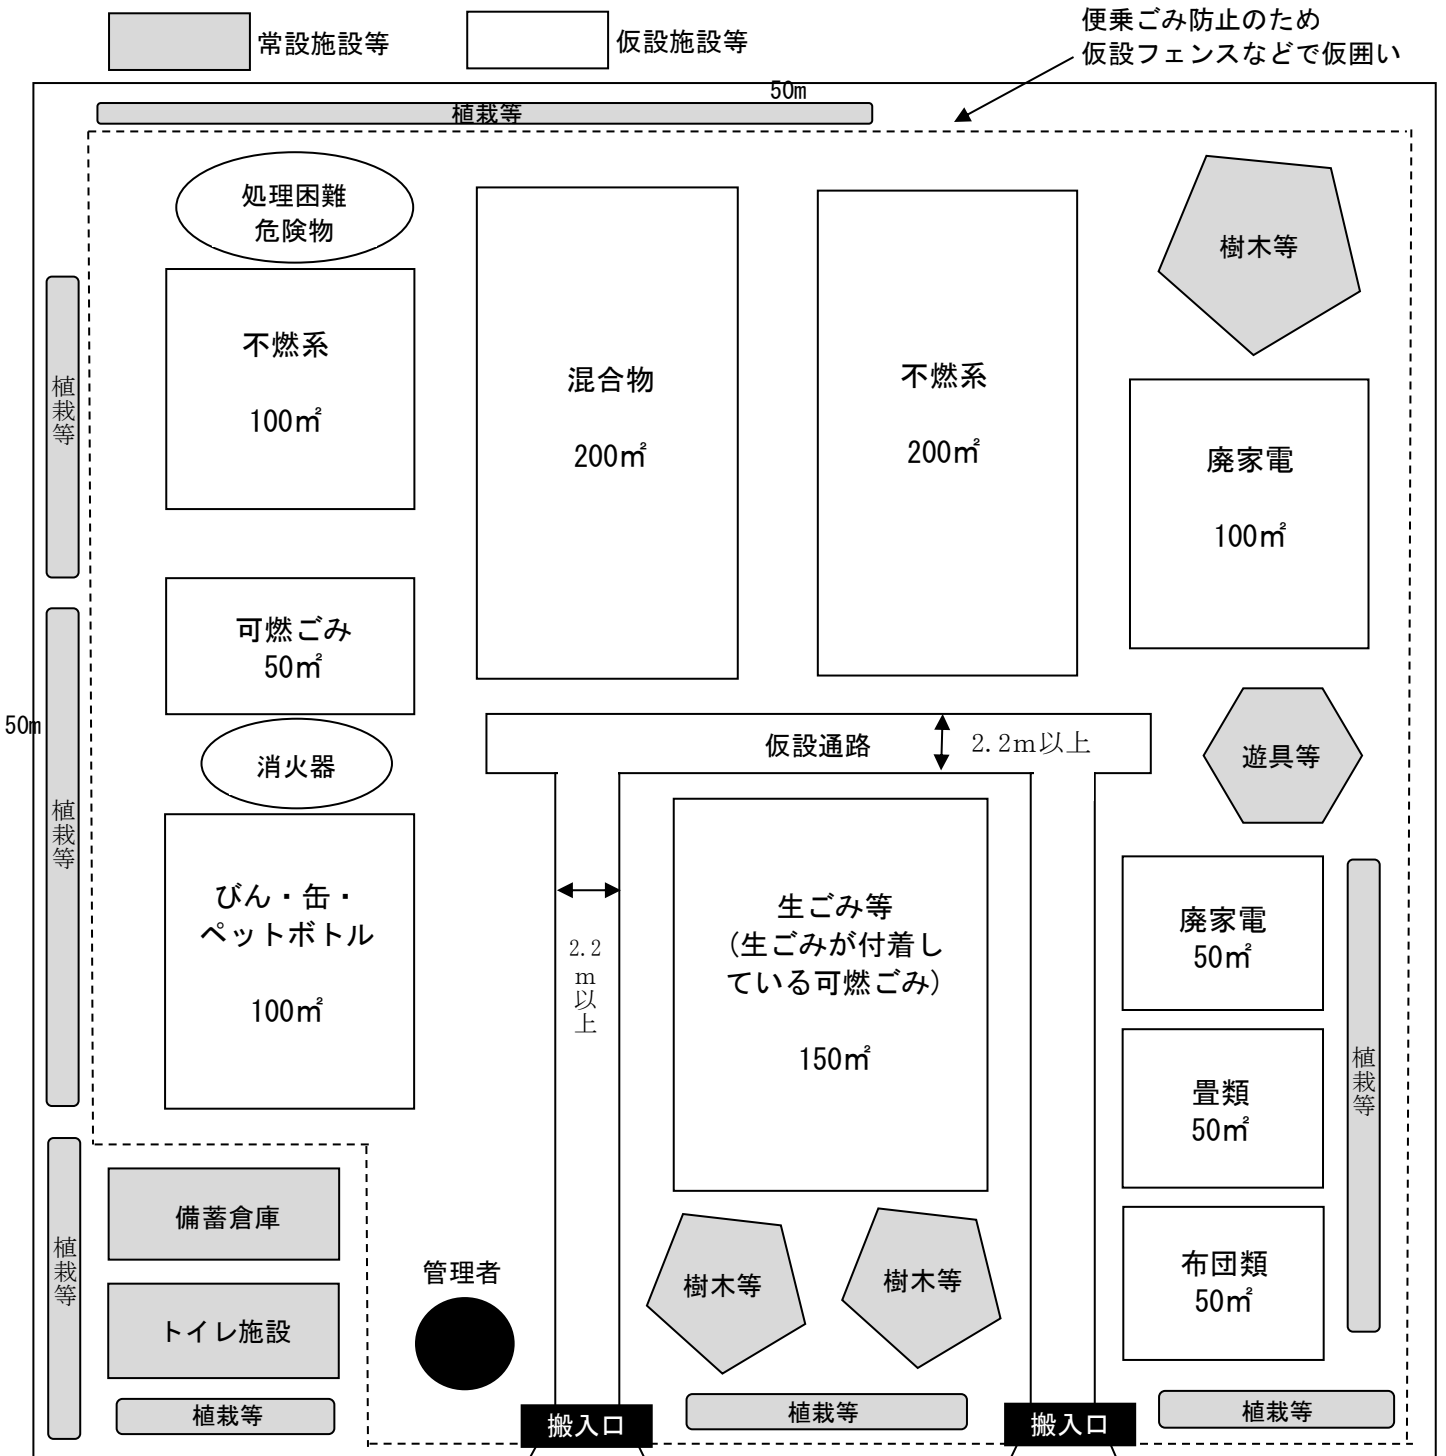 常設施設等
仮設施設等
便乗ごみ防止のため
仮設フェンスなどで仮囲い
50m
植栽等
処理困難
危険物
不燃系
100㎡
混合物
200㎡
不燃系
200㎡
樹木等
廃家電
100㎡
植栽等
可燃ごみ
50㎡
50m
消火器
仮設通路
2.2m以上
遊具等
植栽等
びん・缶・
ペットボトル
100㎡
2.2
m
以
上
生ごみ等
(生ごみが付着し
ている可燃ごみ)
150㎡
廃家電
50㎡
畳類
50㎡
植栽等
布団類
50㎡
備蓄倉庫
トイレ施設
植栽等
植栽等
管理者
樹木等
樹木等
搬入口
植栽等
搬入口
植栽等